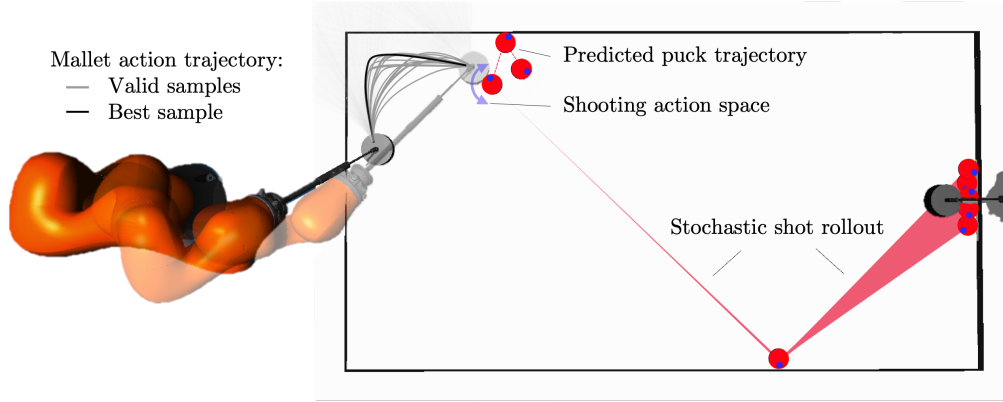 Mallet action trajectory:
Valid samples
Best sample
Predicted puck trajectory
Shooting action space
Stochastic shot rollout